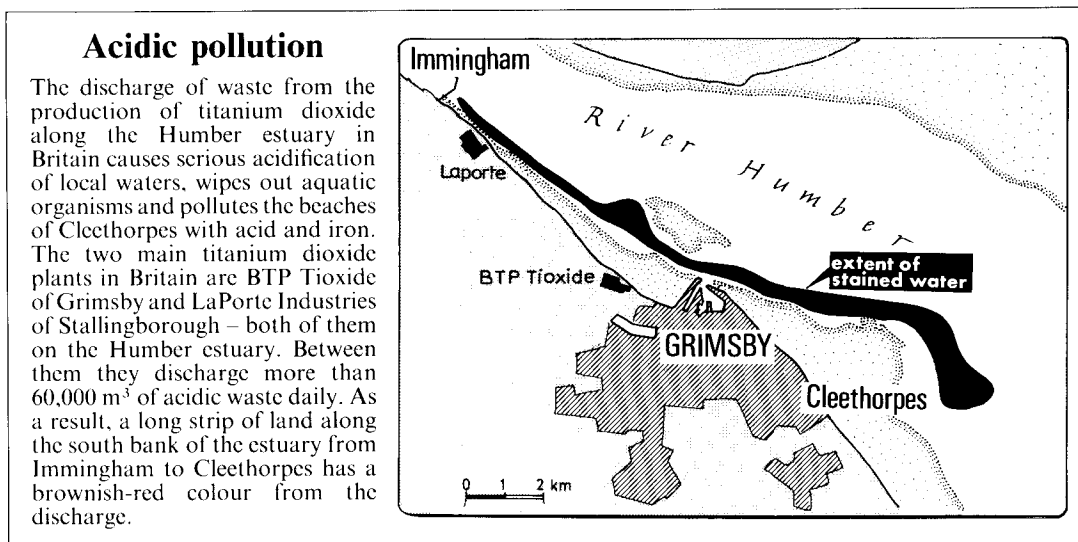 Acidic pollution
The discharge of waste from the
production of titanium dioxide
along the Humber estuary in
Britain causes serious acidification
of local waters, wipes out aquatic
organisms and pollutes the beaches
of Cleethorpes with acid and iron.
The two main titanium dioxide
plants in Britain are BTP Tioxide
of Grimsby and LaPorte Industries
of Stallingborough – both of them
on the Humber estuary. Between
them they discharge more than
60,000 m³ of acidic waste daily. As
a result, a long strip of land along
the south bank of the estuary from
Immingham to Cleethorpes has a
brownish-red colour from the
discharge.
Immingham
River Humber
Laporte
extent of
stained water
BTP Tioxide
GRIMSBY
Cleethorpes
0 1 2 km